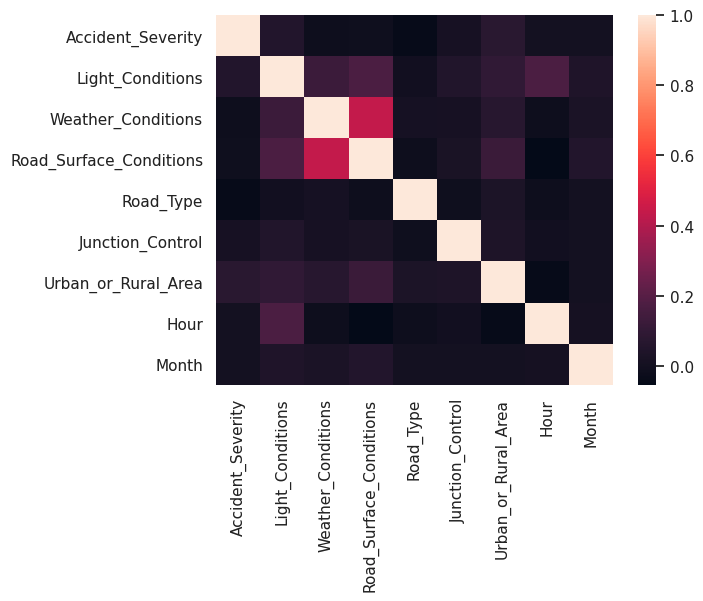 Accident_Severity
Light_Conditions
Weather_Conditions
Road_Surface_Conditions
Road_Type
Junction_Control
Urban_or_Rural_Area
Hour
Month
Accident_Severity
Light_Conditions
Weather_Conditions
Road_Surface_Conditions
Road_Type
Junction_Control
Urban_or_Rural_Area
Hour
Month
1.0
0.8
0.6
0.4
0.2
0.0